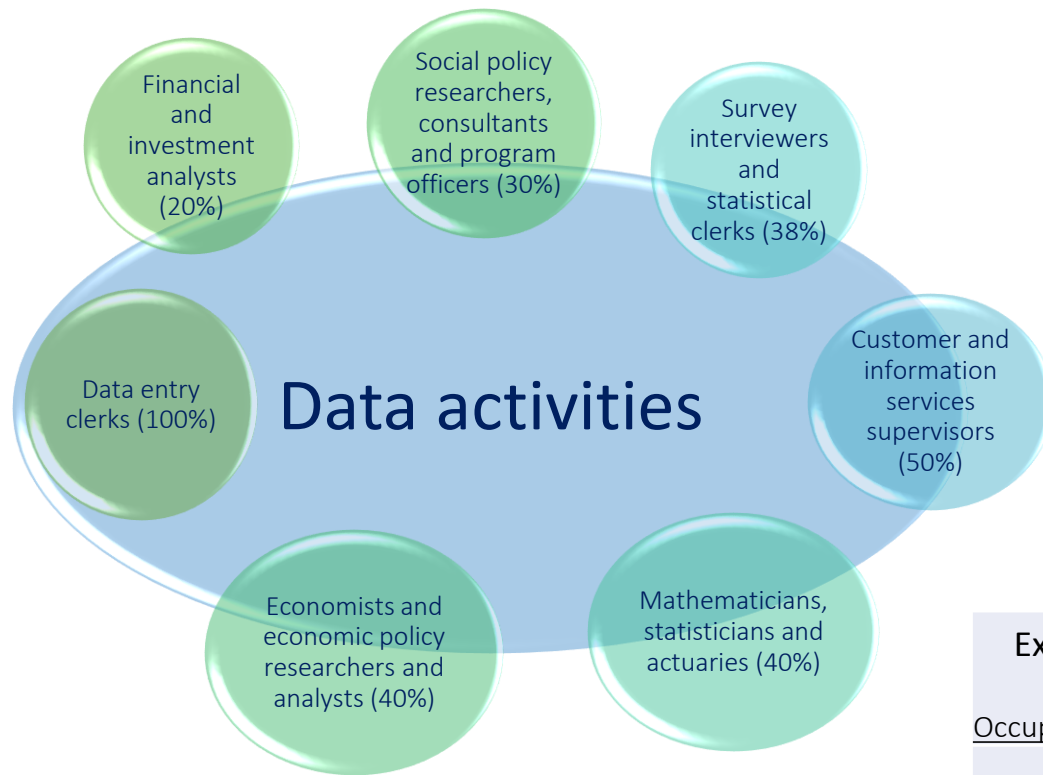 Financial
and
investment
analysts
(20%)
Social policy
researchers,
consultants
and program
officers (30%)
Survey
interviewers
and
statistical
clerks (38%)
Customer and
information
services
supervisors
(50%)
Data entry
clerks (100%)
Data activities
Economists and
economic policy
researchers and
analysts (40%)
Mathematicians,
statisticians and
actuaries (40%)
Ex
Occup